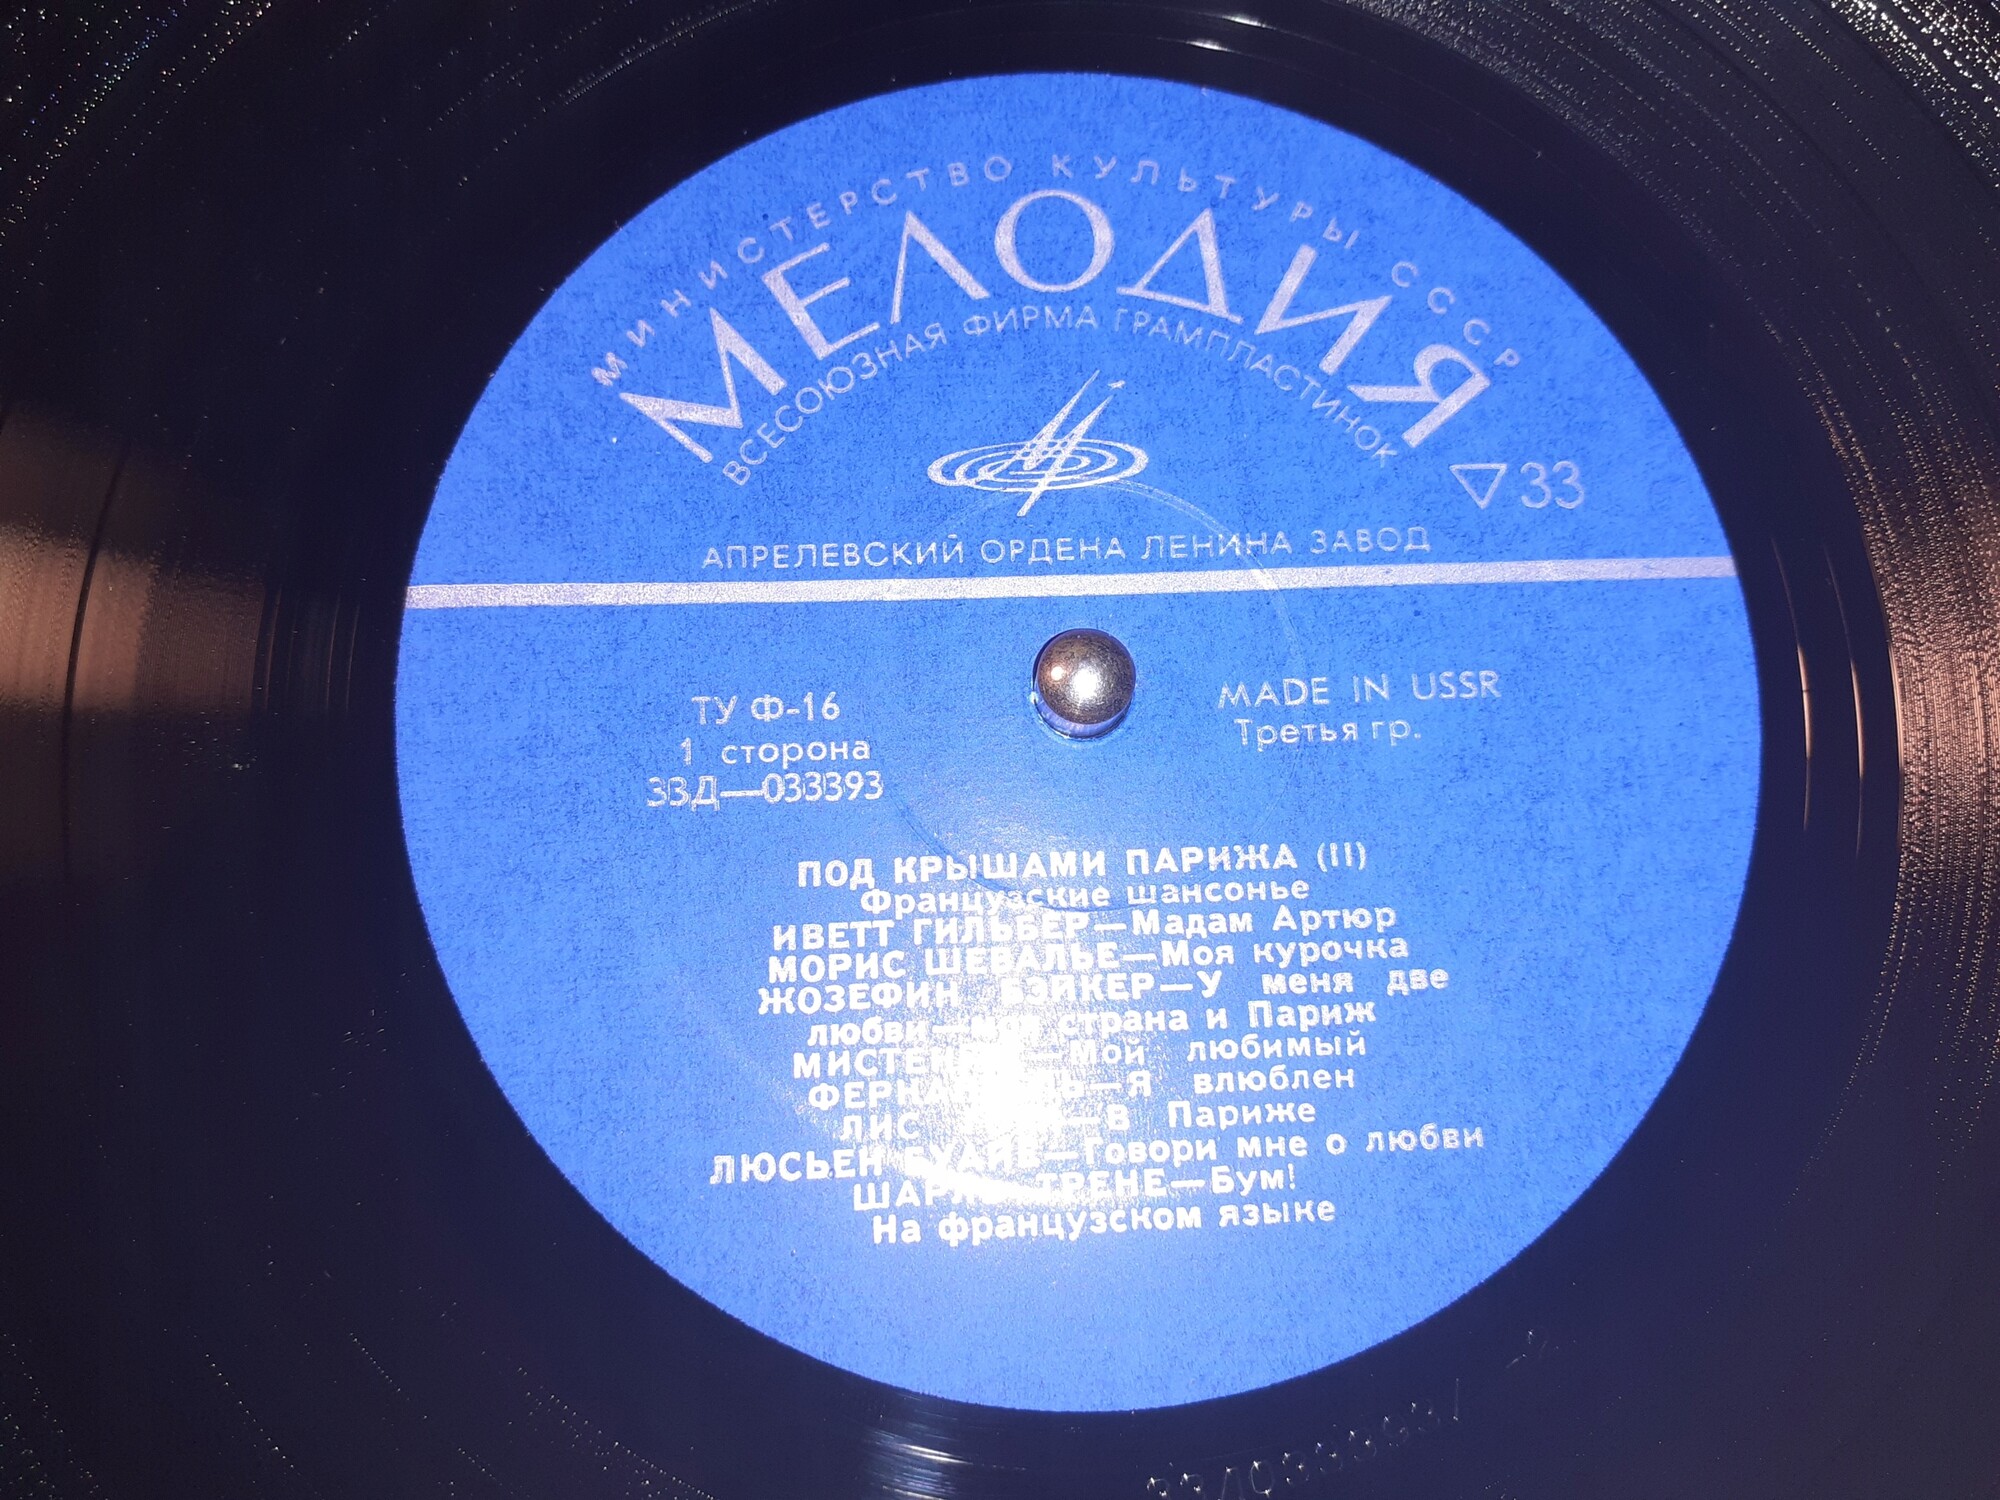 МИНИСТЕРСТВО КУЛЬТУРЫ СССР
МЕЛОДИЯ
ВСЕСОЮЗНАЯ ФИРМА ГРАМПЛАСТИНОК
33
АПРЕЛЕВСКИЙ ОРДЕНА ЛЕНИНА ЗАВОД
ТУ Ф-16
1 сторона
33Д—033393
MADE IN USSR
Третья гр.
ПОД КРЫШАМИ ПАРИЖА (II)
Французские шансонье
ИВЕТТ ГИЛЬБЕР—Мадам Артюр
МОРИС ШЕВАЛЬЕ—Моя курочка
ЖОЗЕФИН БЭЙКЕР—У меня две
любви—моя страна и Париж
—Мой любимый
—Я влюблен
ЛИС —В Париже
ЛЮСЬЕН БУАЙЕ—Говори мне о любви
ШАРЛЬ ТРЕНЕ—Бум!
На французском языке